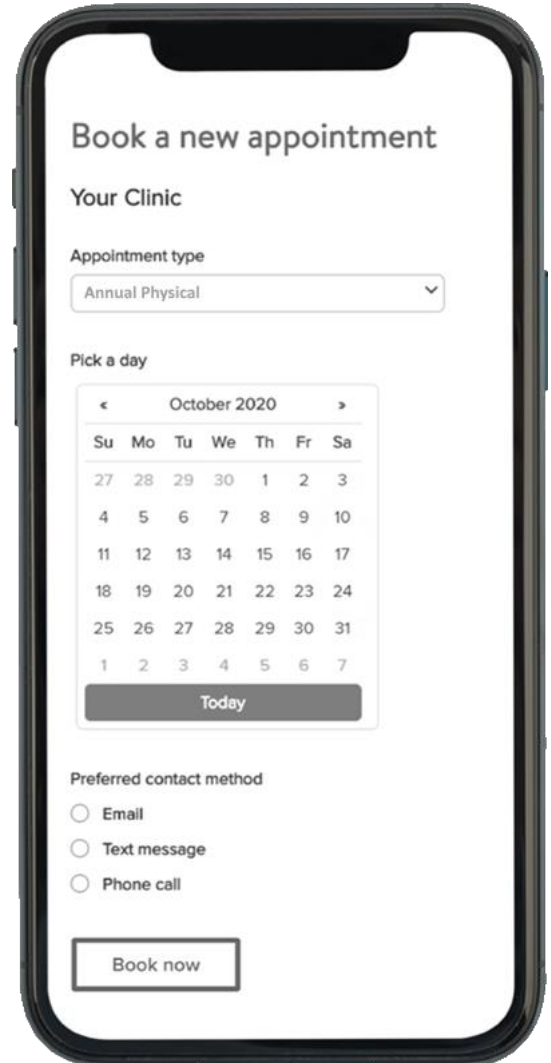 Book a new appointment
Your Clinic
Appointment type
Annual Physical
Pick a day
« October 2020 »
Su Mo Tu We Th Fr Sa
27 28 29 30 1 2 3
4 5 6 7 8 9 10
11 12 13 14 15 16 17
18 19 20 21 22 23 24
25 26 27 28 29 30 31
1 2 3 4 5 6 7
Today
Preferred contact method
Email
Text message
Phone call
Book now